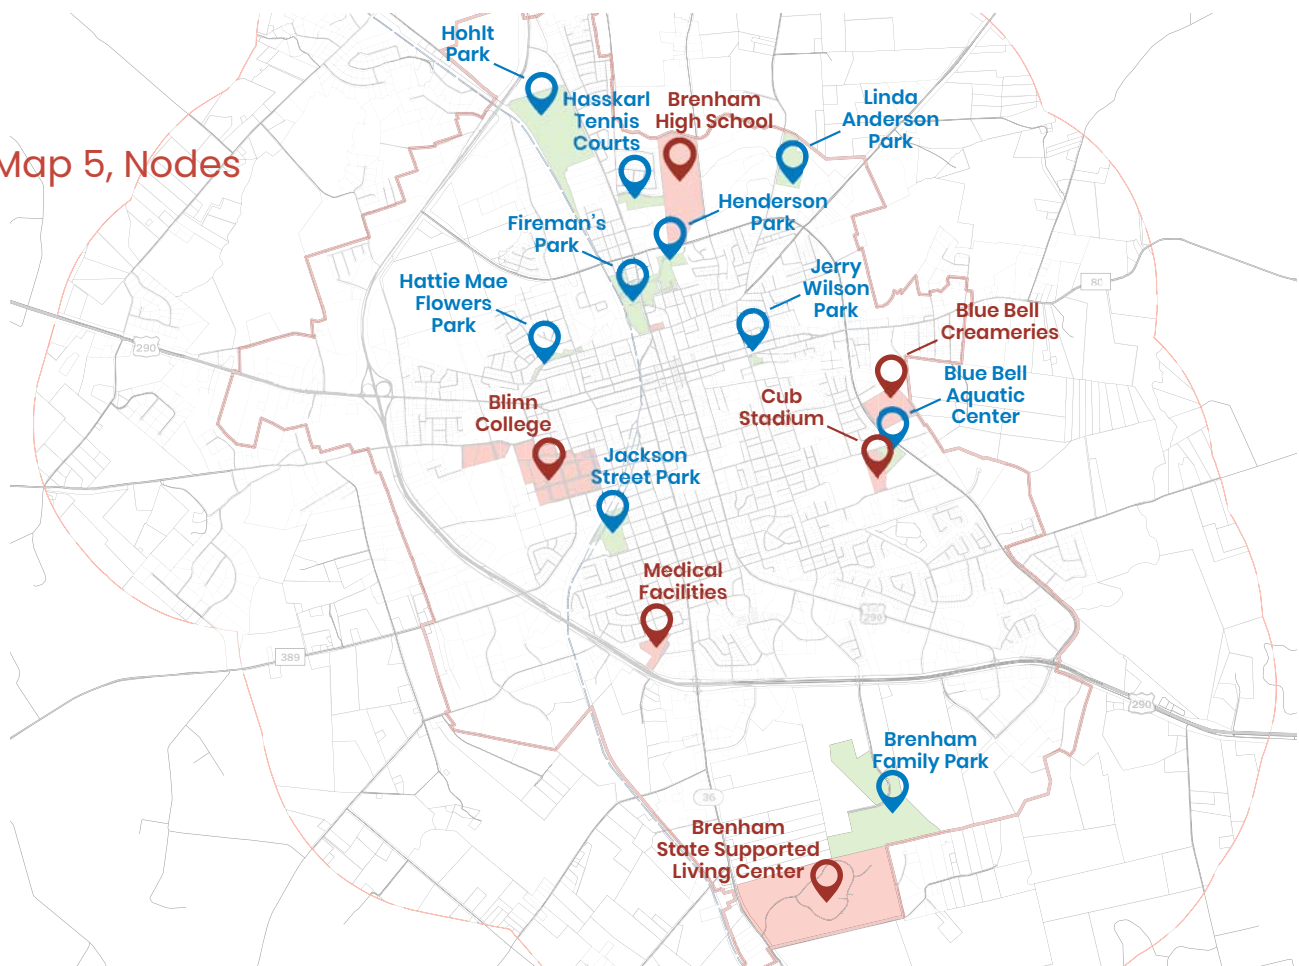 Hohlt
Park
Hasskarl
Tennis
Courts
Brenham
High School
Linda
Anderson
Park
Map 5, Nodes
Henderson
Park
Fireman’s
Park
Hattie Mae
Flowers
Park
Jerry
Wilson
Park
80
290
Blue Bell
Creameries
Blue Bell
Aquatic
Center
Cub
Stadium
Blinn
College
Jackson
Street Park
Medical
Facilities
290
389
290
Brenham
Family Park
36
Brenham
State Supported
Living Center